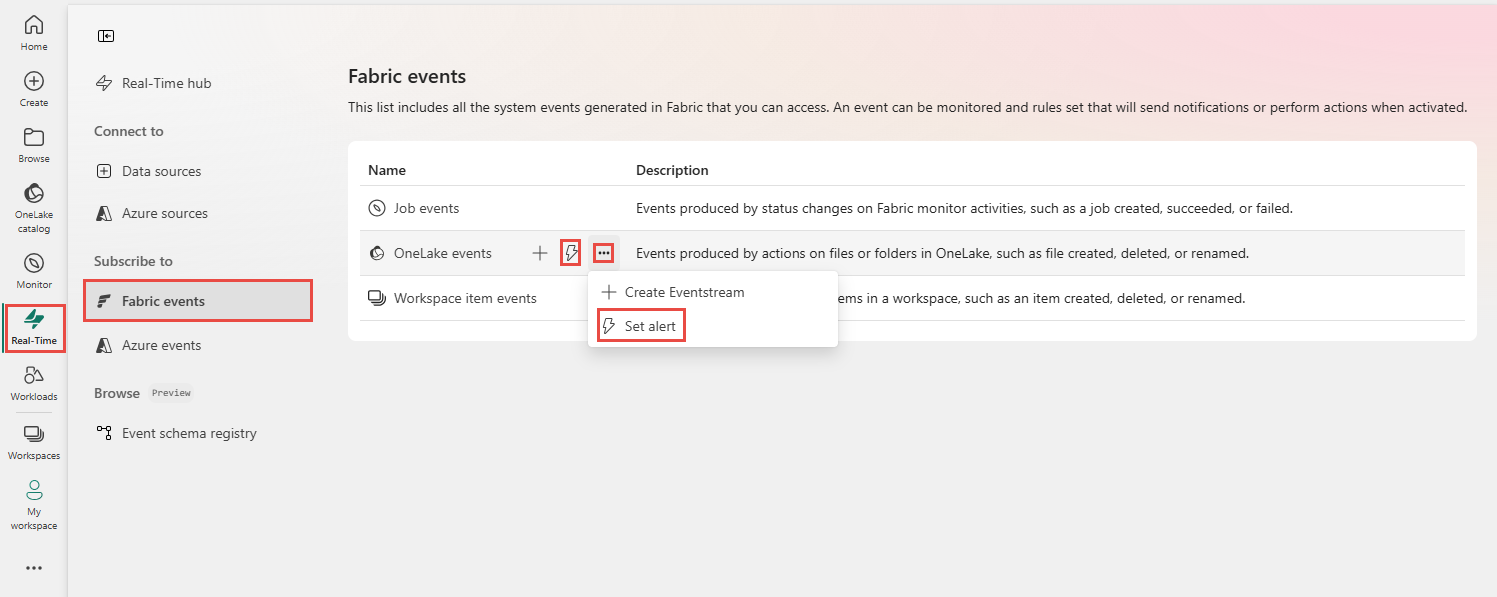 Home
Create
Browse
OneLake
catalog
Monitor
Real-Time
Workloads
Workspaces
My
workspace
Real-Time hub
Connect to
Data sources
Azure sources
Subscribe to
Fabric events
Azure events
Browse Preview
Event schema registry
Fabric events
This list includes all the system events generated in Fabric that you can access. An event can be monitored and rules set that will send notifications or perform actions when activated.
Name Description
Job events Events produced by status changes on Fabric monitor activities, such as a job created, succeeded, or failed.
OneLake events Events produced by actions on files or folders in OneLake, such as file created, deleted, or renamed.
Create Eventstream
Workspace item events ems in a workspace, such as an item created, deleted, or renamed.
Set alert